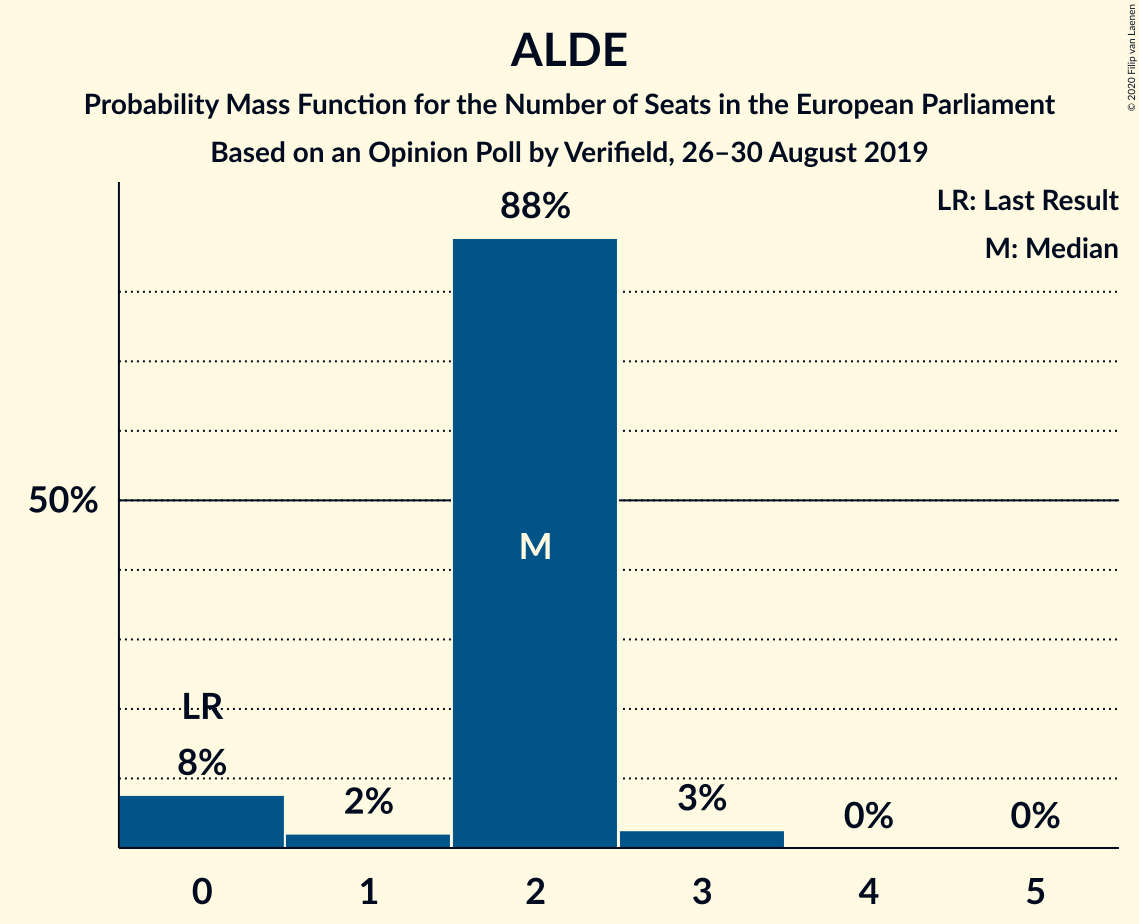 ALDE
Probability Mass Function for the Number of Seats in the European Parliament
Based on an Opinion Poll by Verifield, 26–30 August 2019
© 2020 Filip van Laenen
LR: Last Result
M: Median
88%
50%
M
LR
8%
2%
3%
0%
0%
0 1 2 3 4 5